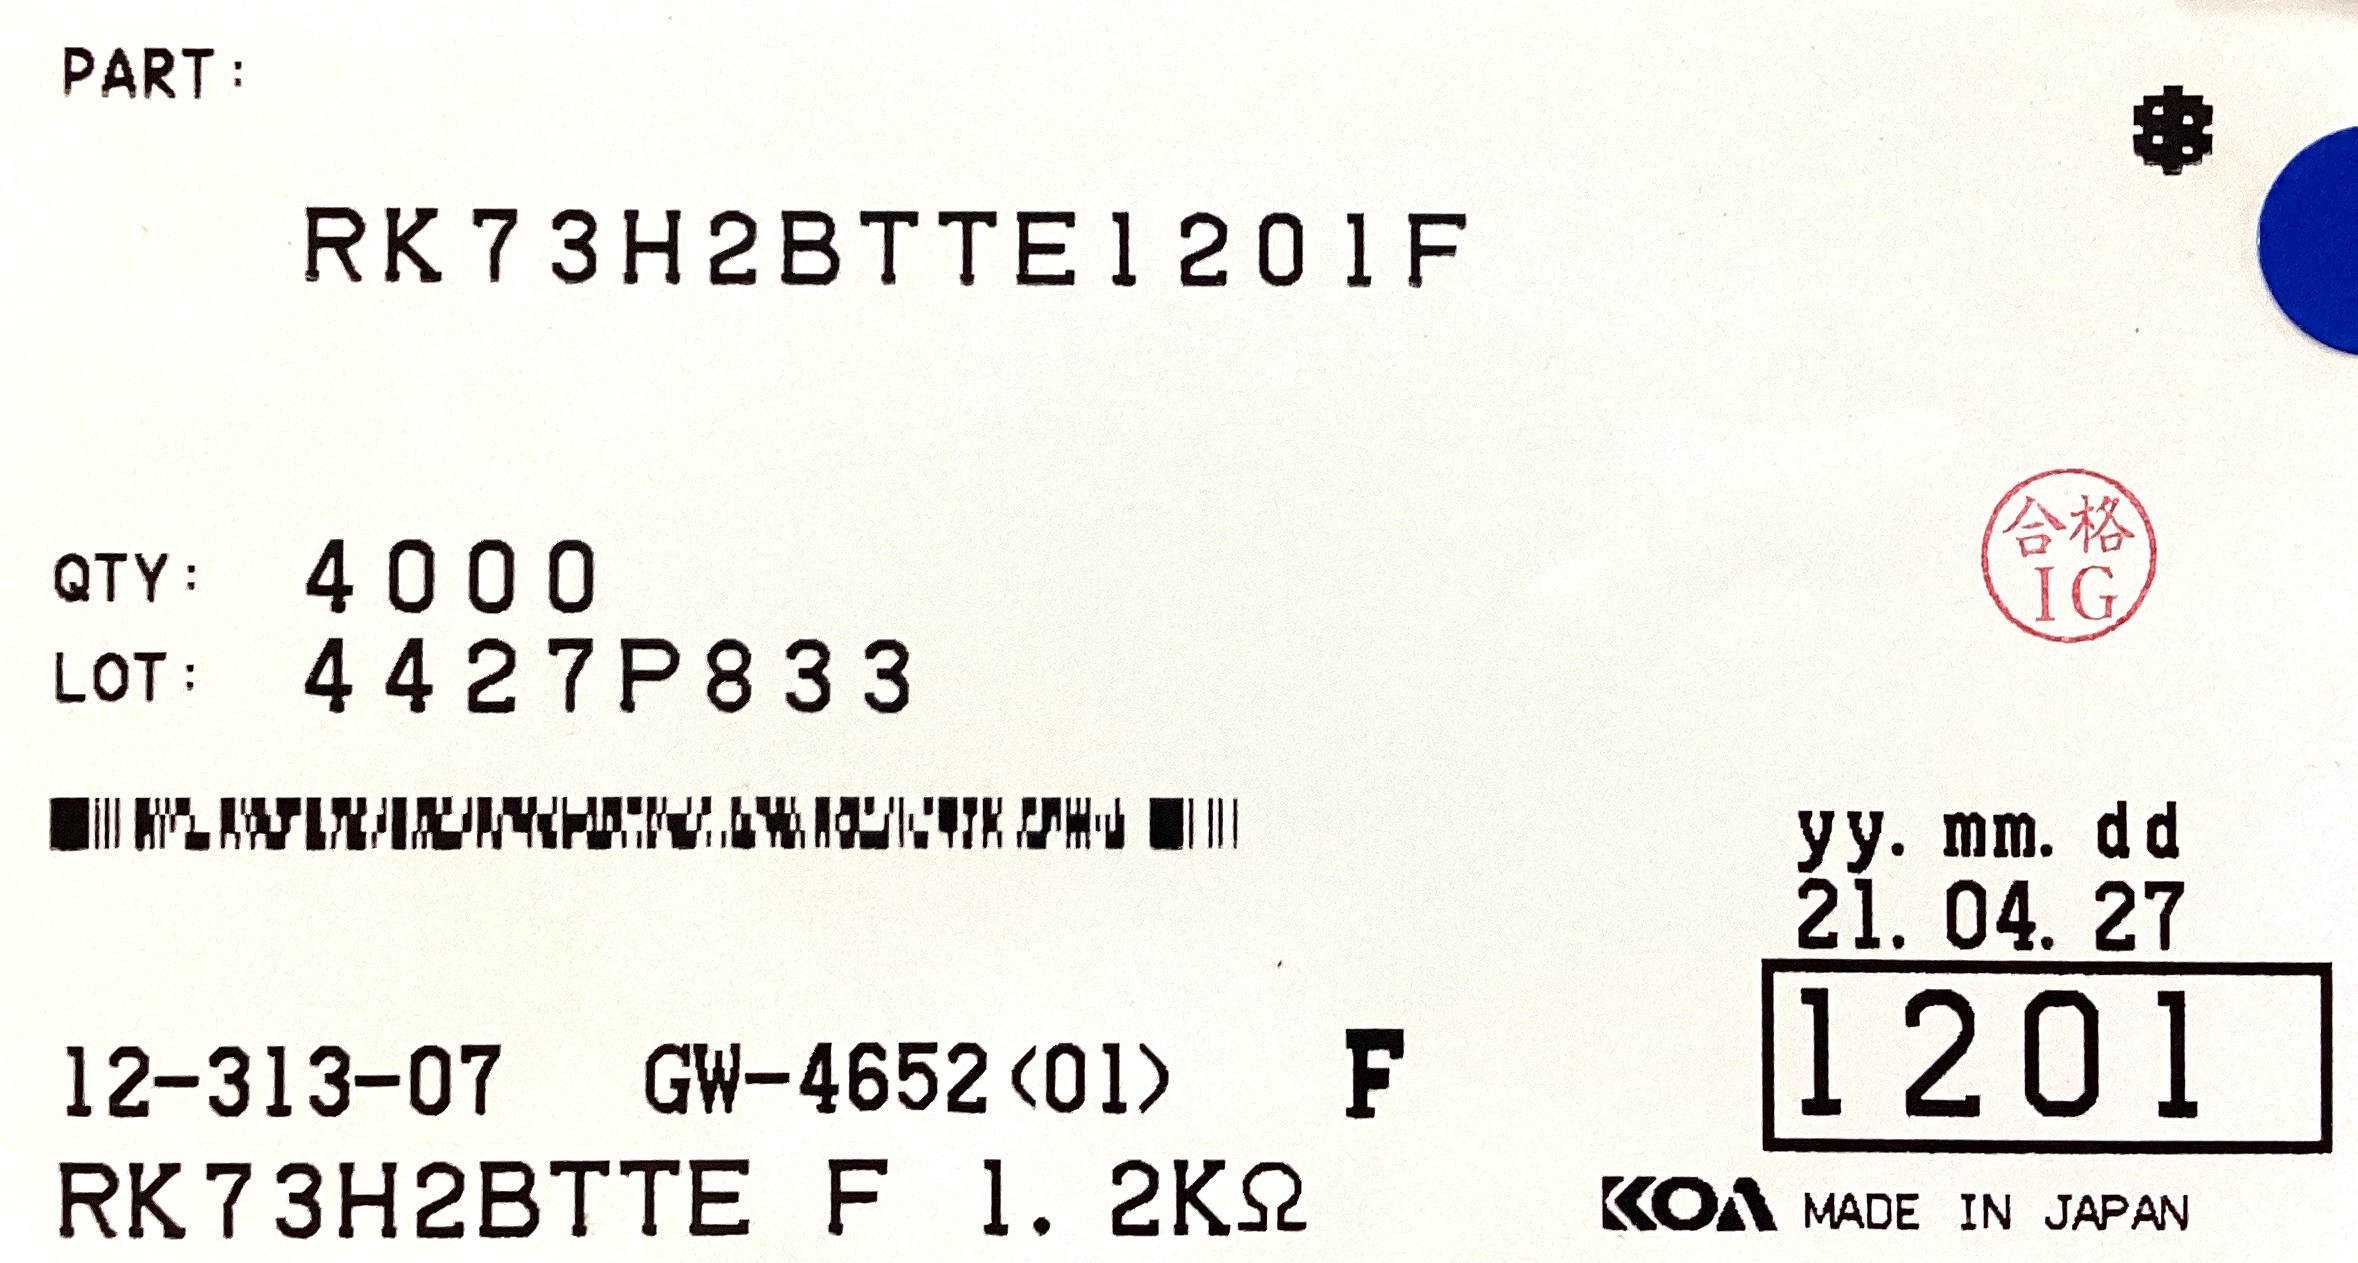 PART:
RK73H2BTTE1201F
合格
IG
QTY: 4000
LOT: 4427P833
yy. mm. dd
21. 04. 27
1201
12-313-07 GW-4652<01> F
RK73H2BTTE F 1. 2KΩ
KOA MADE IN JAPAN